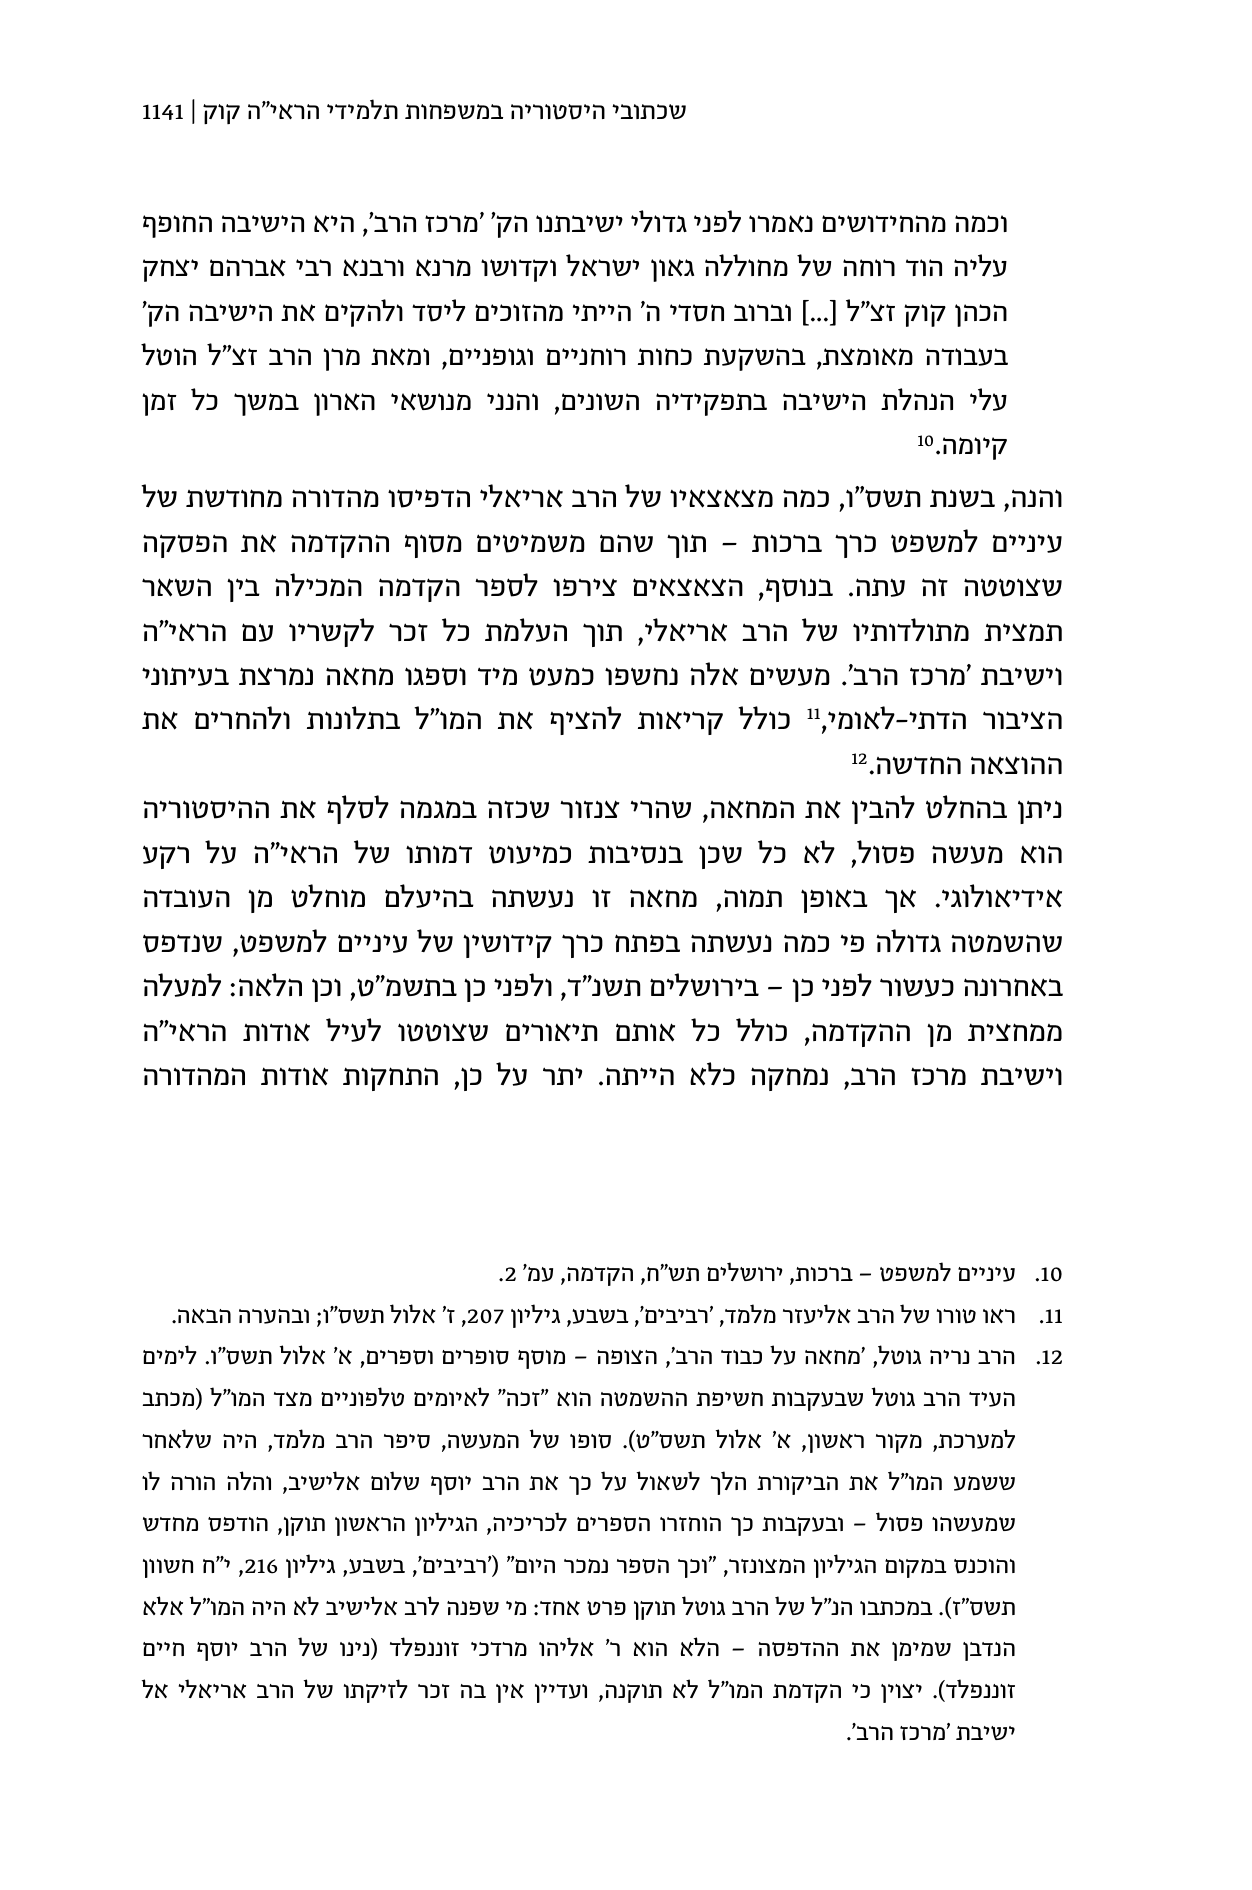 שכתובי היסטוריה במשפחות תלמידי הראי"ה קוק | 1141
וכמה מהחידושים נאמרו לפני גדולי ישיבתנו הק' 'מרכז הרב', היא הישיבה החופף
עליה הוד רוחה של מחוללה גאון ישראל וקדושו מרנא ורבנא רבי אברהם יצחק
הכהן קוק זצ"ל [...] וברוב חסדי ה' הייתי מהזוכים ליסד ולהקים את הישיבה הק'
בעבודה מאומצת, בהשקעת כחות רוחניים וגופניים, ומאת מרן הרב זצ"ל הוטל
עלי הנהלת הישיבה בתפקידיה השונים, והנני מנושאי הארון במשך כל זמן
קיומה.10
והנה, בשנת תשס"ו, כמה מצאצאיו של הרב אריאלי הדפיסו מהדורה מחודשת של
עיניים למשפט כרך ברכות – תוך שהם משמיטים מסוף ההקדמה את הפסקה
שצוטטה זה עתה. בנוסף, הצאצאים צירפו לספר הקדמה המכילה בין השאר
תמצית מתולדותיו של הרב אריאלי, תוך העלמת כל זכר לקשריו עם הראי"ה
וישיבת 'מרכז הרב'. מעשים אלה נחשפו כמעט מיד וספגו מחאה נמרצת בעיתוני
הציבור הדתי-לאומי,11 כולל קריאות להציף את המו"ל בתלונות ולהחרים את
ההוצאה החדשה.12
ניתן בהחלט להבין את המחאה, שהרי צנזור שכזה במגמה לסלף את ההיסטוריה
הוא מעשה פסול, לא כל שכן בנסיבות כמיעוט דמותו של הראי"ה על רקע
אידיאולוגי. אך באופן תמוה, מחאה זו נעשתה בהיעלם מוחלט מן העובדה
שהשמטה גדולה פי כמה נעשתה בפתח כרך קידושין של עיניים למשפט, שנדפס
באחרונה כעשור לפני כן – בירושלים תשנ"ד, ולפני כן בתשמ"ט, וכן הלאה: למעלה
ממחצית מן ההקדמה, כולל כל אותם תיאורים שצוטטו לעיל אודות הראי"ה
וישיבת מרכז הרב, נמחקה כלא הייתה. יתר על כן, התחקות אודות המהדורה
10. עיניים למשפט – ברכות, ירושלים תש"ח, הקדמה, עמ' 2.
11. ראו טורו של הרב אליעזר מלמד, 'רביבים', בשבע, גיליון 207, ז' אלול תשס"ו; ובהערה הבאה.
12. הרב נריה גוטל, 'מחאה על כבוד הרב', הצופה – מוסף סופרים וספרים, א' אלול תשס"ו. לימים
העיד הרב גוטל שבעקבות חשיפת ההשמטה הוא "זכה" לאיומים טלפוניים מצד המו"ל (מכתב
למערכת, מקור ראשון, א' אלול תשס"ט). סופו של המעשה, סיפר הרב מלמד, היה שלאחר
ששמע המו"ל את הביקורת הלך לשאול על כך את הרב יוסף שלום אלישיב, והלה הורה לו
שמעשהו פסול – ובעקבות כך הוחזרו הספרים לכריכיה, הגיליון הראשון תוקן, הודפס מחדש
והוכנס במקום הגיליון המצונזר, "וכך הספר נמכר היום" ('רביבים', בשבע, גיליון 216, י"ח חשוון
תשס"ז). במכתבו הנ"ל של הרב גוטל תוקן פרט אחד: מי שפנה לרב אלישיב לא היה המו"ל אלא
הנדבן שמימן את ההדפסה – הלא הוא ר' אליהו מרדכי זוננפלד (נינו של הרב יוסף חיים
זוננפלד). יצוין כי הקדמת המו"ל לא תוקנה, ועדיין אין בה זכר לזיקתו של הרב אריאלי אל
ישיבת 'מרכז הרב'.